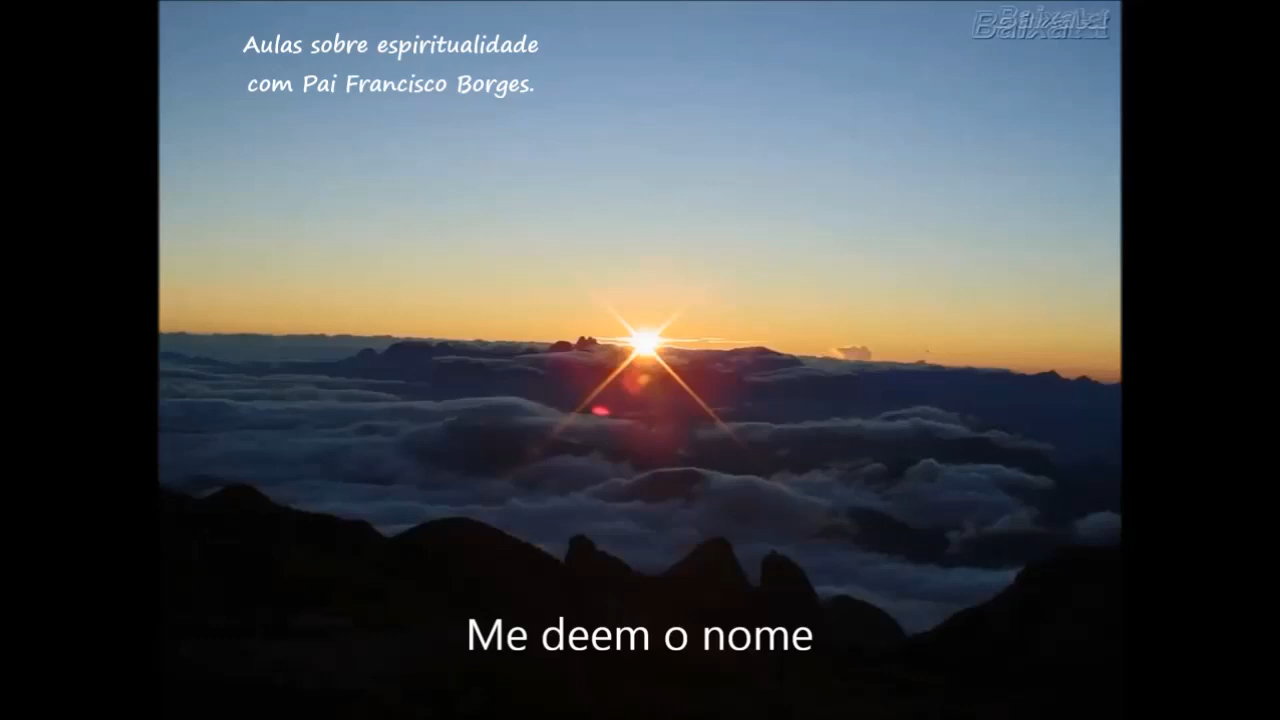 Aulas sobre espiritualidade
com Pai Francisco Borges.
Baixaki
Me deem o nome